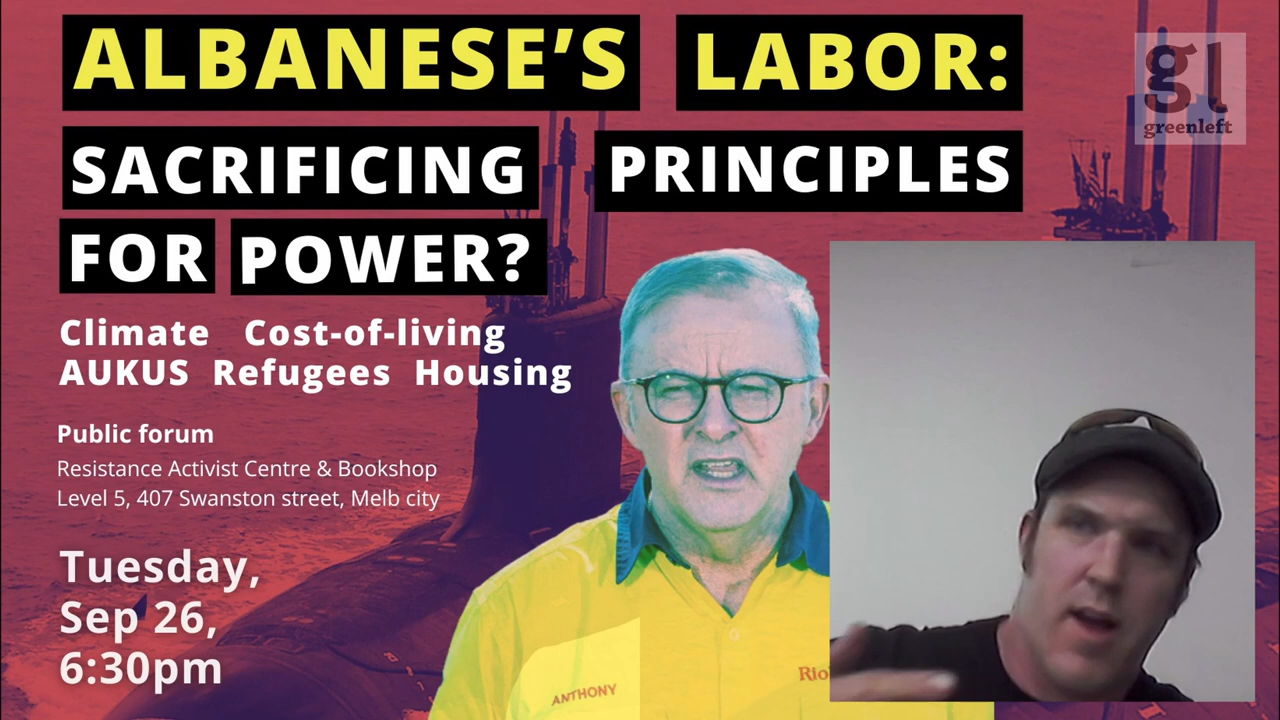 ALBANESE'S LABOR:
SACRIFICING PRINCIPLES
FOR POWER?
Climate Cost-of-living
AUKUS Refugees Housing
Public forum
Resistance Activist Centre & Bookshop
Level 5, 407 Swanston street, Melb city
Tuesday,
Sep 26,
6:30pm
gl
greenleft
ANTHONY